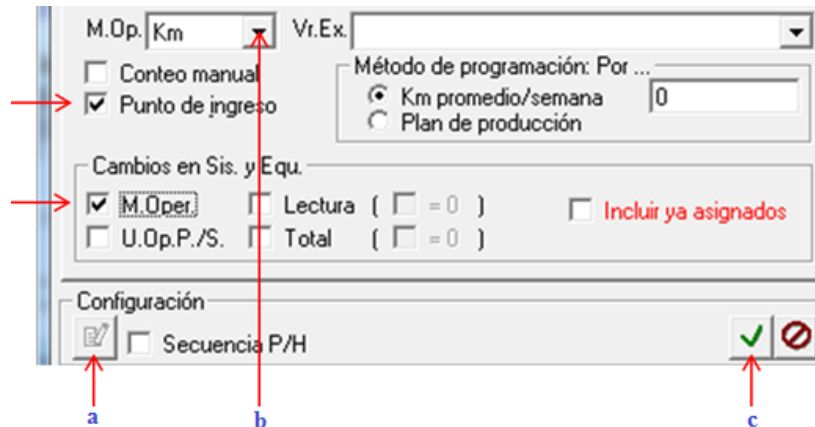 M.Op. Km Vr.Ex.
Conteo manual
Punto de ingreso
Método de programación: Por ...
Km promedio/semana 0
Plan de producción
Cambios en Sis. y Equ.
M.Oper. Lectura ( = 0 ) Incluir ya asignados
U.Op.P./S. Total ( = 0 )
Configuración
Secuencia P/H
a b c